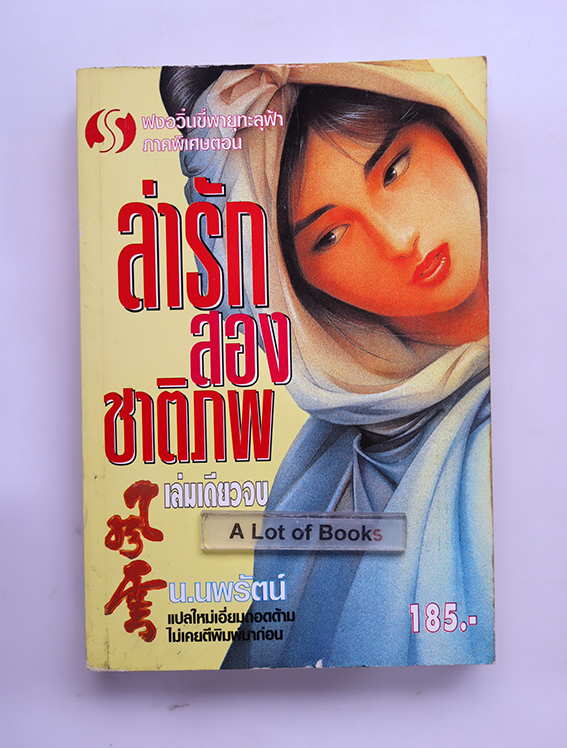 ฟงอวิ๋นขี่พายุทะลุฟ้า
ภาคพิเศษตอน
ล่ารัก
สอง
ชาติภพ
เล่มเดียวจบ
A Lot of Books
風雲
น.นพรัตน์
แปลใหม่เอี่ยมถอดด้าม
ไม่เคยตีพิมพ์มาก่อน
185.-